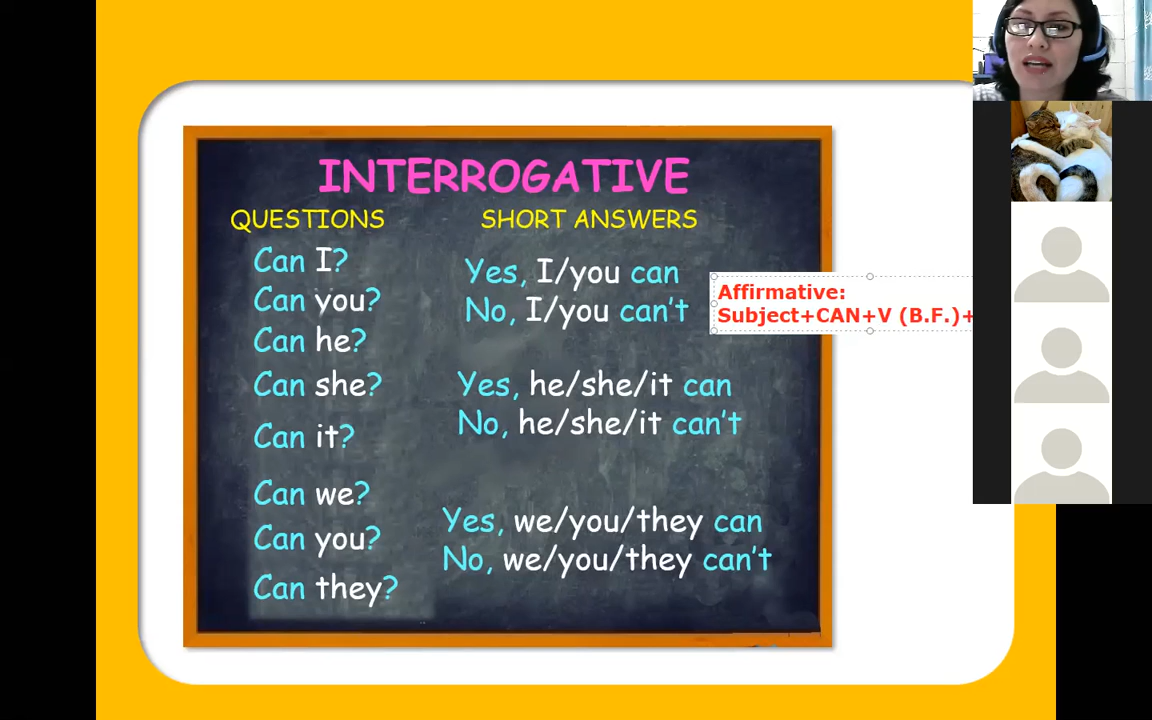 INTERROGATIVE
QUESTIONS
SHORT ANSWERS
Can I?
Can you?
Can he?
Can she?
Can it?
Can we?
Can you?
Can they?
Yes, I/you can
No, I/you can't
Yes, he/she/it can
No, he/she/it can't
Yes, we/you/they can
No, we/you/they can't
Affirmative:
Subject+CAN+V (B.F.)+